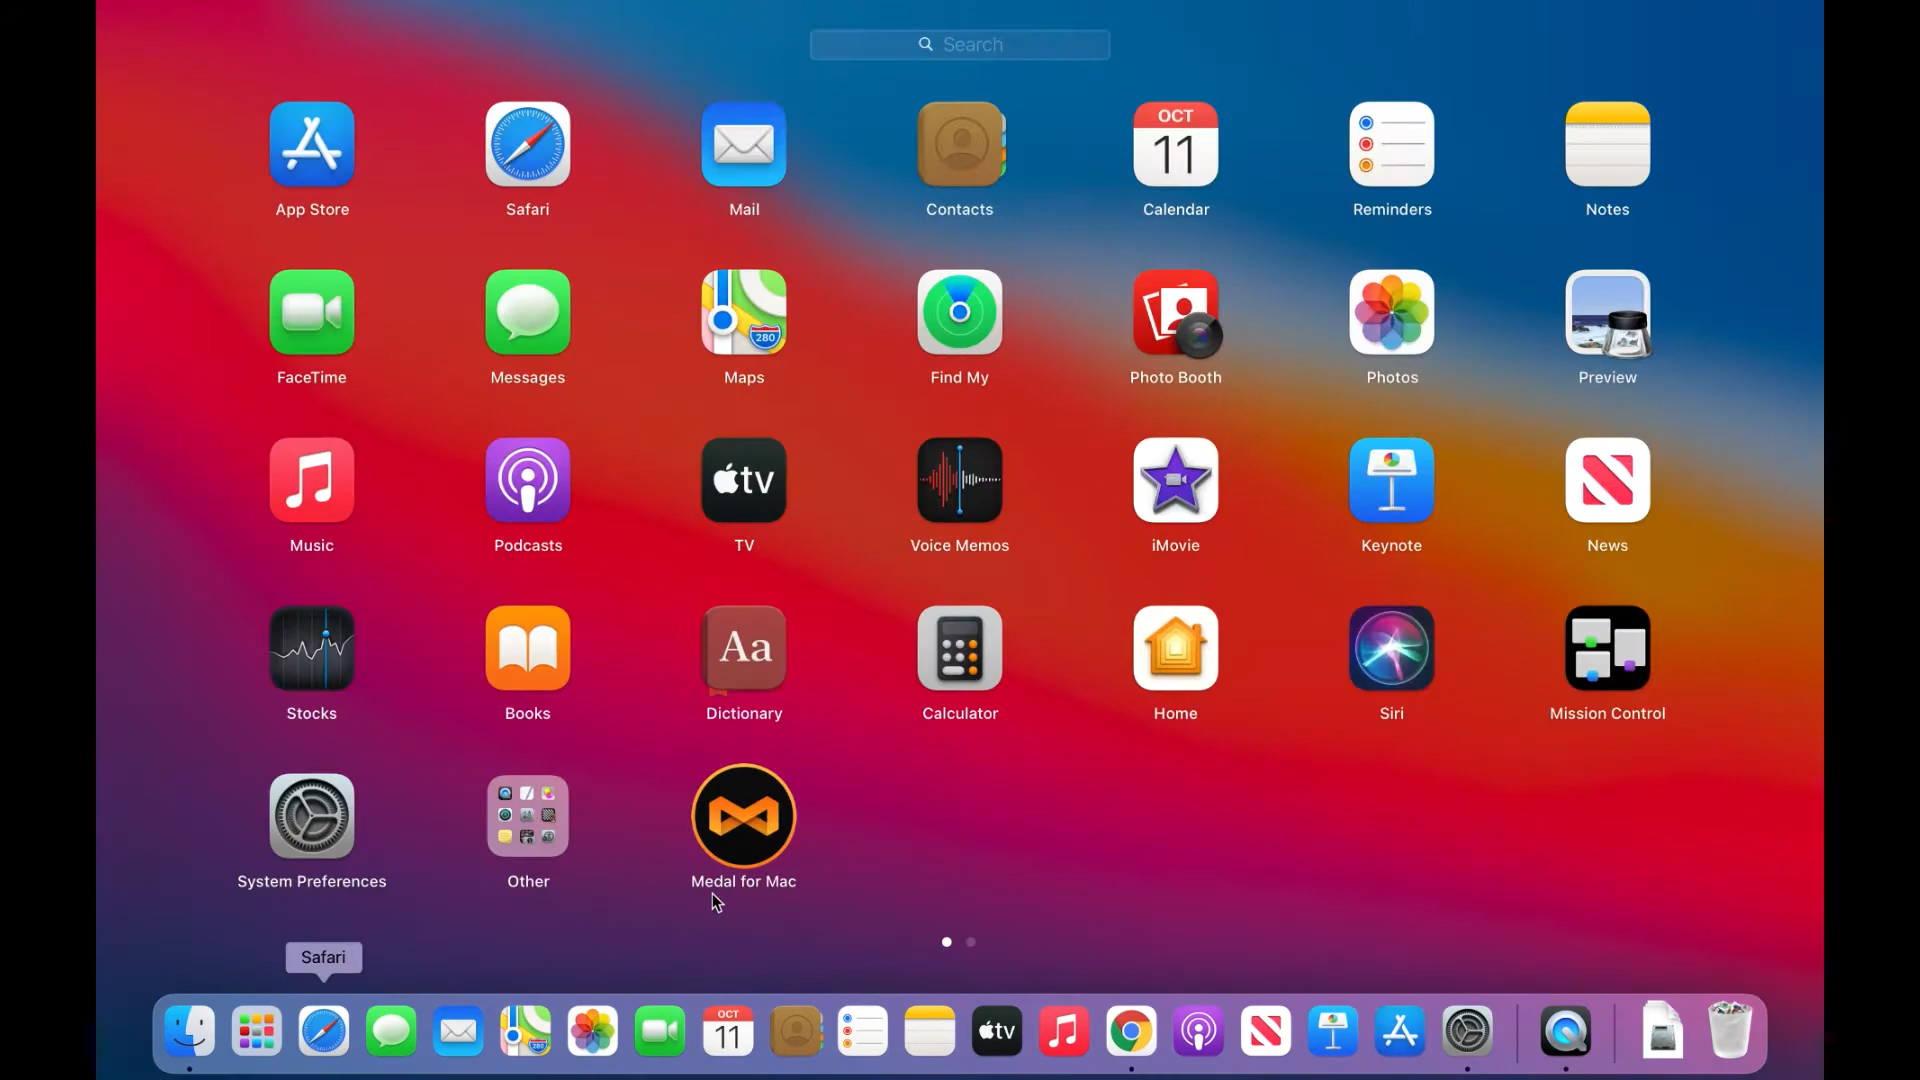 Search
OCT
11
App Store
Safari
Mail
Contacts
Calendar
Reminders
Notes
280
FaceTime
Messages
Maps
Find My
Photo Booth
Photos
Preview
tv
Music
Podcasts
TV
Voice Memos
iMovie
Keynote
News
Aa
Stocks
Books
Dictionary
Calculator
Home
Siri
Mission Control
System Preferences
Other
Medal for Mac
Safari
280
OCT
11
tv